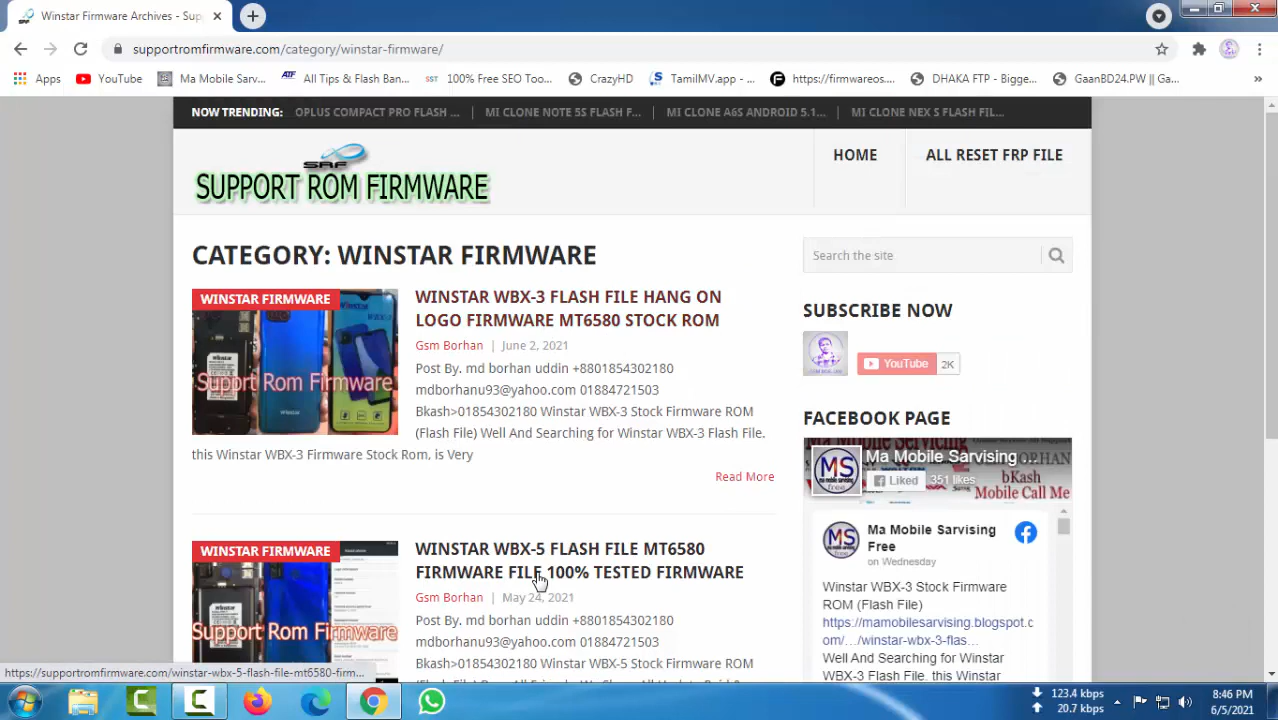 Winstar Firmware Archives - Sup
supportromfirmware.com/category/winstar-firmware/
Apps
YouTube
Ma Mobile Sarv...
All Tips & Flash Ban...
100% Free SEO Too...
CrazyHD
TamilMV.app - ...
https://firmwareos....
DHAKA FTP - Bigge...
GaanBD24.PW || Ga...
NOW TRENDING:
OPLUS COMPACT PRO FLASH ...
MI CLONE NOTE 5S FLASH F...
MI CLONE A6S ANDROID 5.1...
MI CLONE NEX S FLASH FIL...
SRF
SUPPORT ROM FIRMWARE
HOME
ALL RESET FRP FILE
CATEGORY: WINSTAR FIRMWARE
WINSTAR FIRMWARE
Support Rom Firmware
WINSTAR WBX-3 FLASH FILE HANG ON
LOGO FIRMWARE MT6580 STOCK ROM
Gsm Borhan | June 2, 2021
Post By. md borhan uddin +8801854302180
mdborhanu93@yahoo.com 01884721503
Bkash>01854302180 Winstar WBX-3 Stock Firmware ROM
(Flash File) Well And Searching for Winstar WBX-3 Flash File.
this Winstar WBX-3 Firmware Stock Rom, is Very
Read More
WINSTAR FIRMWARE
Support Rom Firmware
WINSTAR WBX-5 FLASH FILE MT6580
FIRMWARE FILE 100% TESTED FIRMWARE
Gsm Borhan | May 24, 2021
Post By. md borhan uddin +8801854302180
mdborhanu93@yahoo.com 01884721503
Bkash>01854302180 Winstar WBX-5 Stock Firmware ROM
Search the site
SUBSCRIBE NOW
YouTube 2K
FACEBOOK PAGE
Ma Mobile Sarvising ...
Liked 351 likes
bKash
Mobile Call Me
MS
Ma Mobile Sarvising
Free
on Wednesday
Winstar WBX-3 Stock Firmware
ROM (Flash File)
https://mamobilesarvising.blogspot.c
om/…/winstar-wbx-3-flas…
Well And Searching for Winstar
WBX-3 Flash File. this Winstar
https://supportromfirmware.com/winstar-wbx-5-flash-file-mt6580-firm...
123.4 kbps
20.7 kbps
8:46 PM
6/5/2021